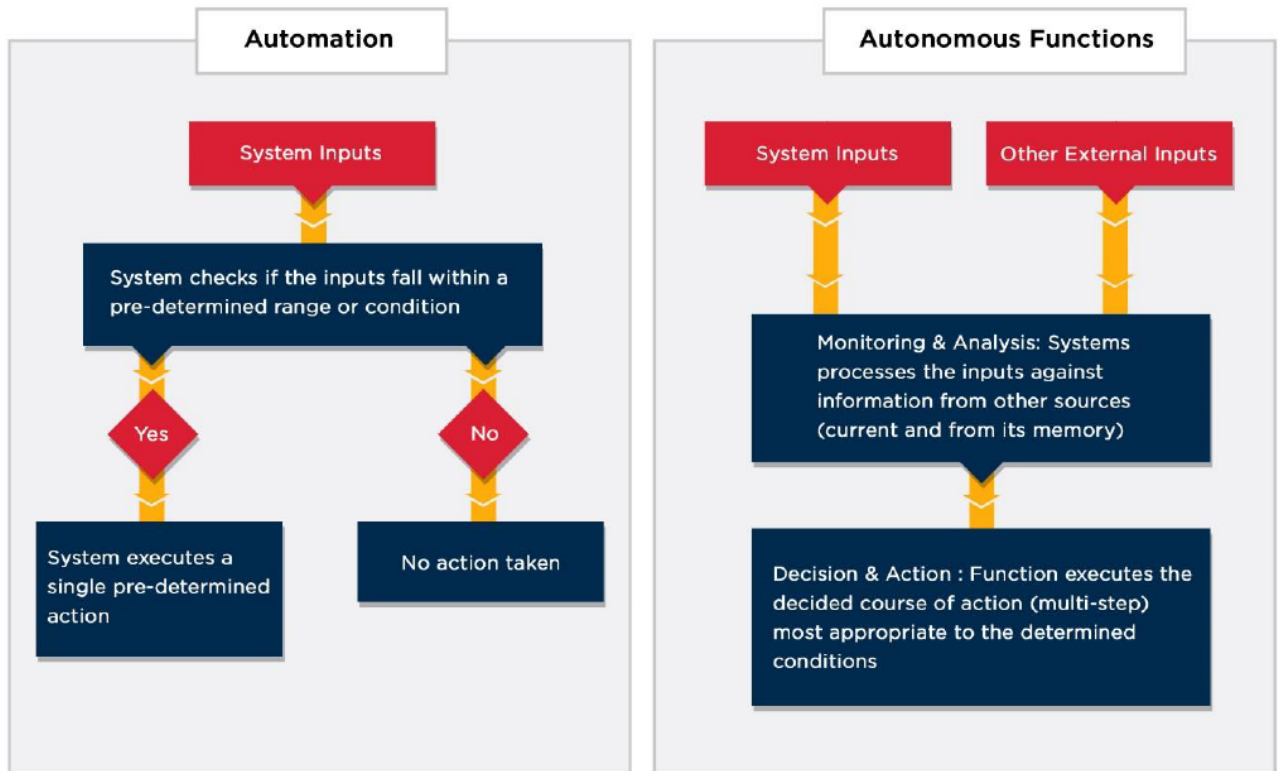 Automation
System Inputs
System checks if the inputs fall within a
pre-determined range or condition
Yes
No
System executes a
single pre-determined
action
No action taken
Autonomous Functions
System Inputs
Other External Inputs
Monitoring & Analysis: Systems
processes the inputs against
information from other sources
(current and from its memory)
Decision & Action : Function executes the
decided course of action (multi-step)
most appropriate to the determined
conditions